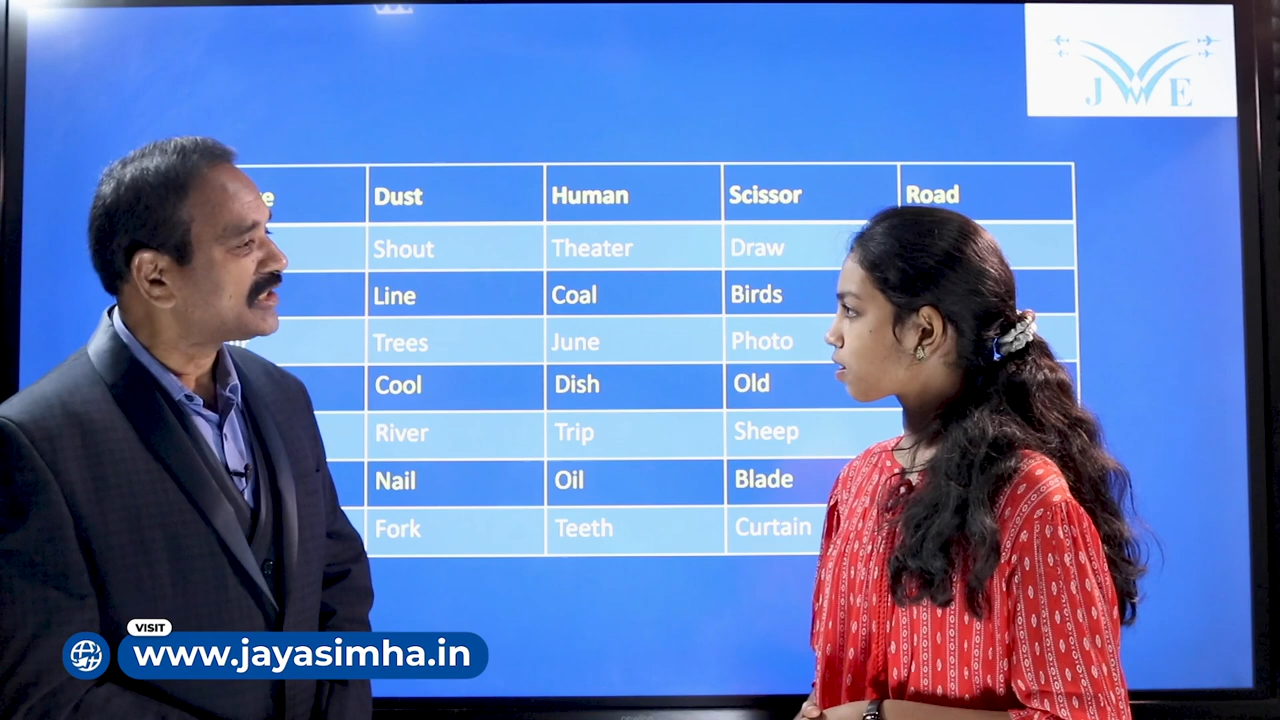 JWE
Dust Human Scissor Road
Shout Theater Draw
Line Coal Birds
Trees June Photo
Cool Dish Old
River Trip Sheep
Nail Oil Blade
Fork Teeth Curtain
VISIT
www.jayasimha.in